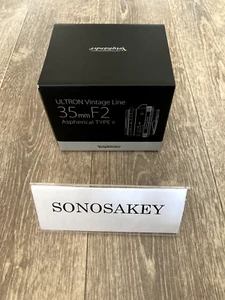 Voigtländer
ULTRON Vintage Line
35mm F2
Aspherical TYPE II
Voigtländer
SONOSAKEY